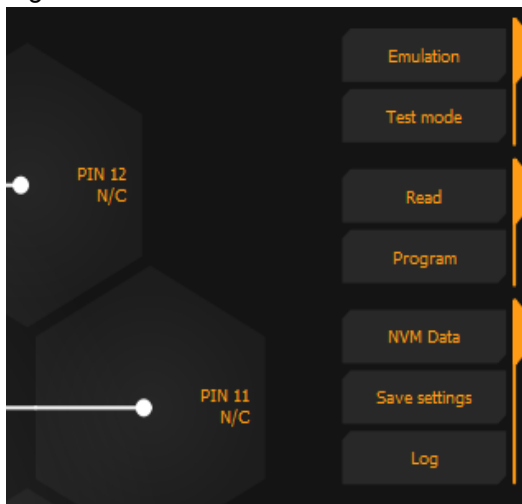 Emulation
Test mode
PIN 12
N/C
Read
Program
NVM Data
PIN 11
N/C
Save settings
Log